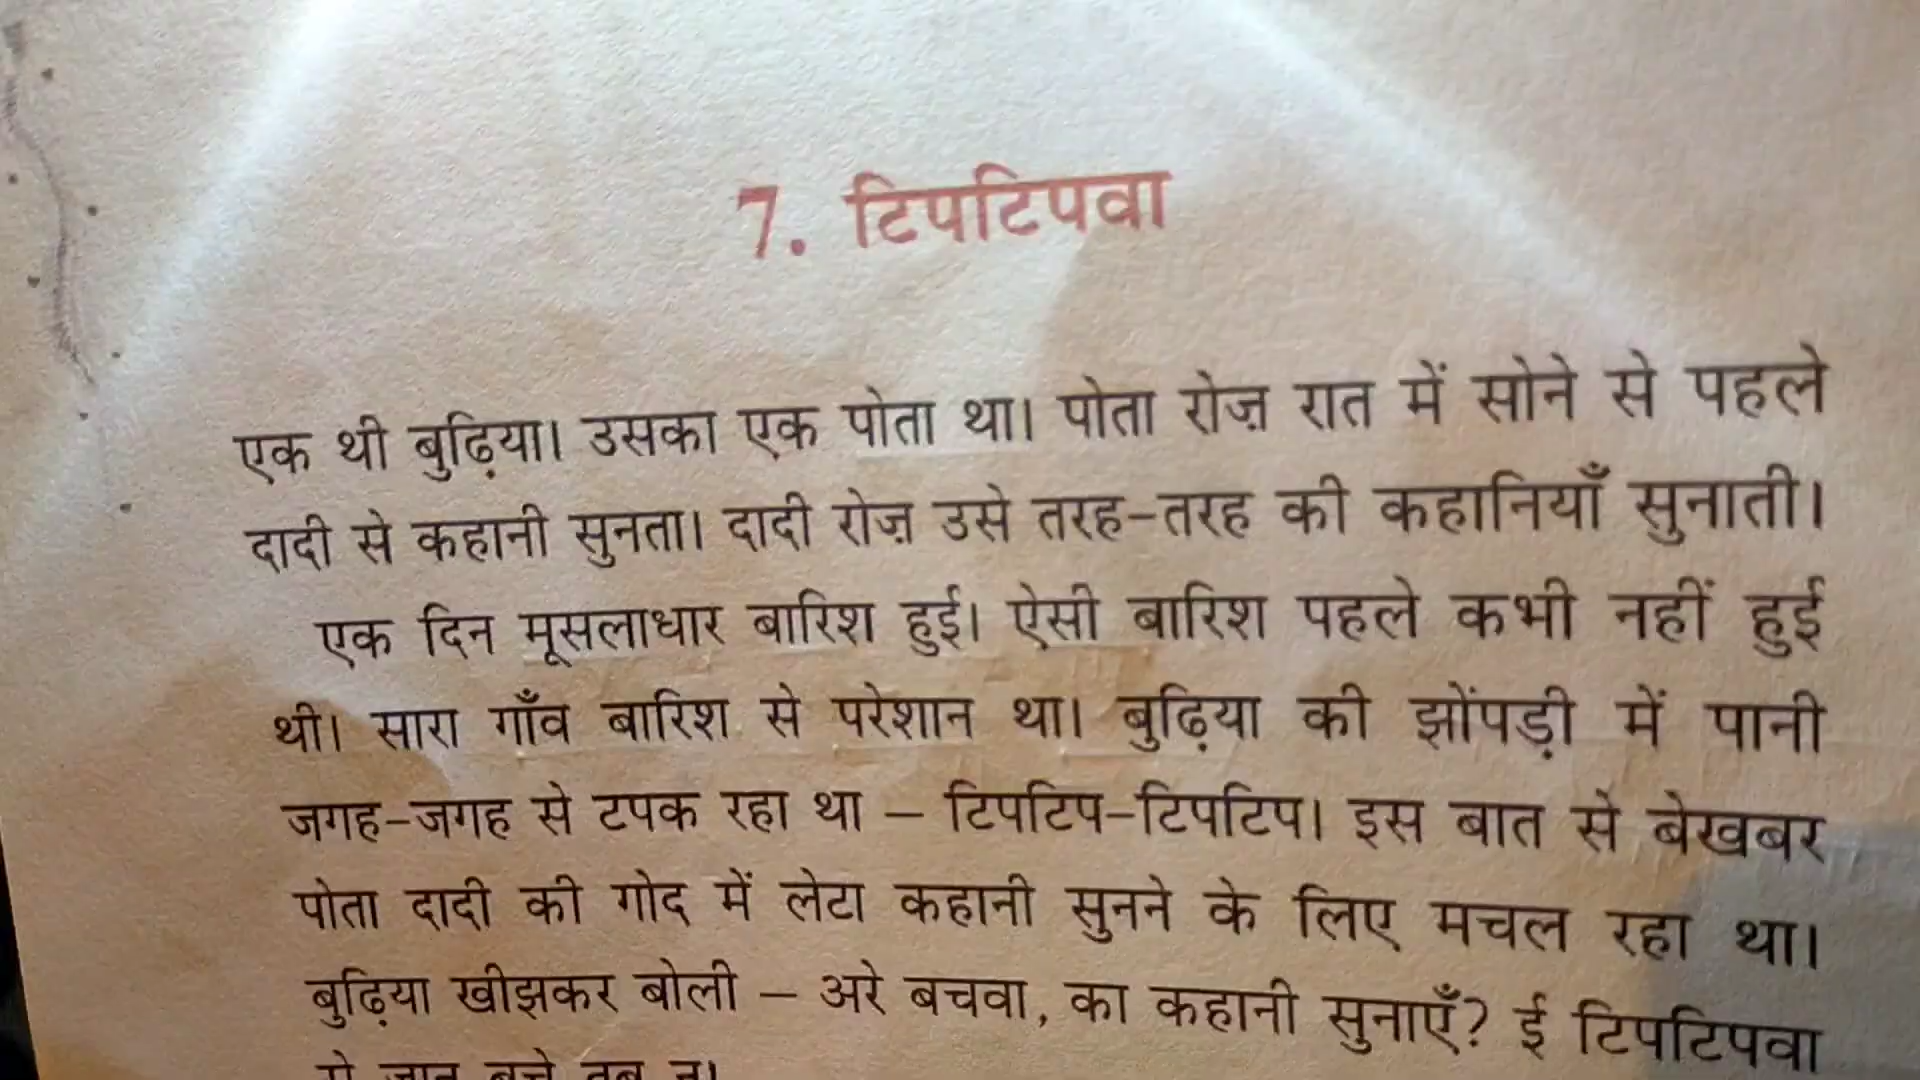 7. टिपटिपवा
एक थी बुढ़िया। उसका एक पोता था। पोता रोज़ रात में सोने से पहले
दादी से कहानी सुनता। दादी रोज़ उसे तरह-तरह की कहानियाँ सुनाती।
एक दिन मूसलाधार बारिश हुई। ऐसी बारिश पहले कभी नहीं हुई
थी। सारा गाँव बारिश से परेशान था। बुढ़िया की झोंपड़ी में पानी
जगह-जगह से टपक रहा था – टिपटिप-टिपटिप। इस बात से बेखबर
पोता दादी की गोद में लेटा कहानी सुनने के लिए मचल रहा था।
बुढ़िया खीझकर बोली – अरे बचवा, का कहानी सुनाएँ? ई टिपटिपवा
से जान बचे तब न।